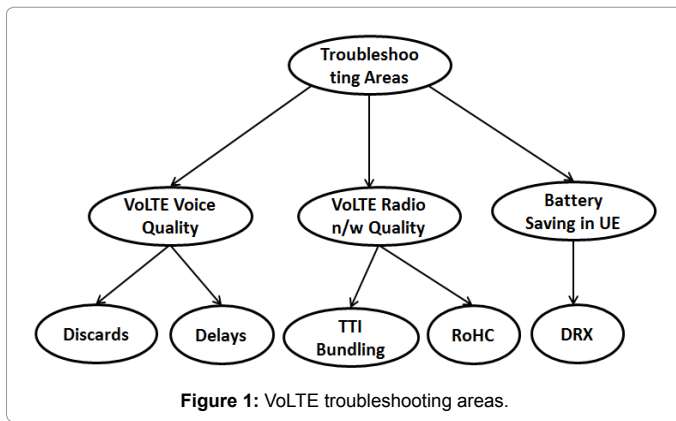 Troubleshoo
ting Areas
VoLTE Voice
Quality
VoLTE Radio
n/w Quality
Battery
Saving in UE
Discards
Delays
TTI
Bundling
RoHC
DRX
Figure 1: VoLTE troubleshooting areas.